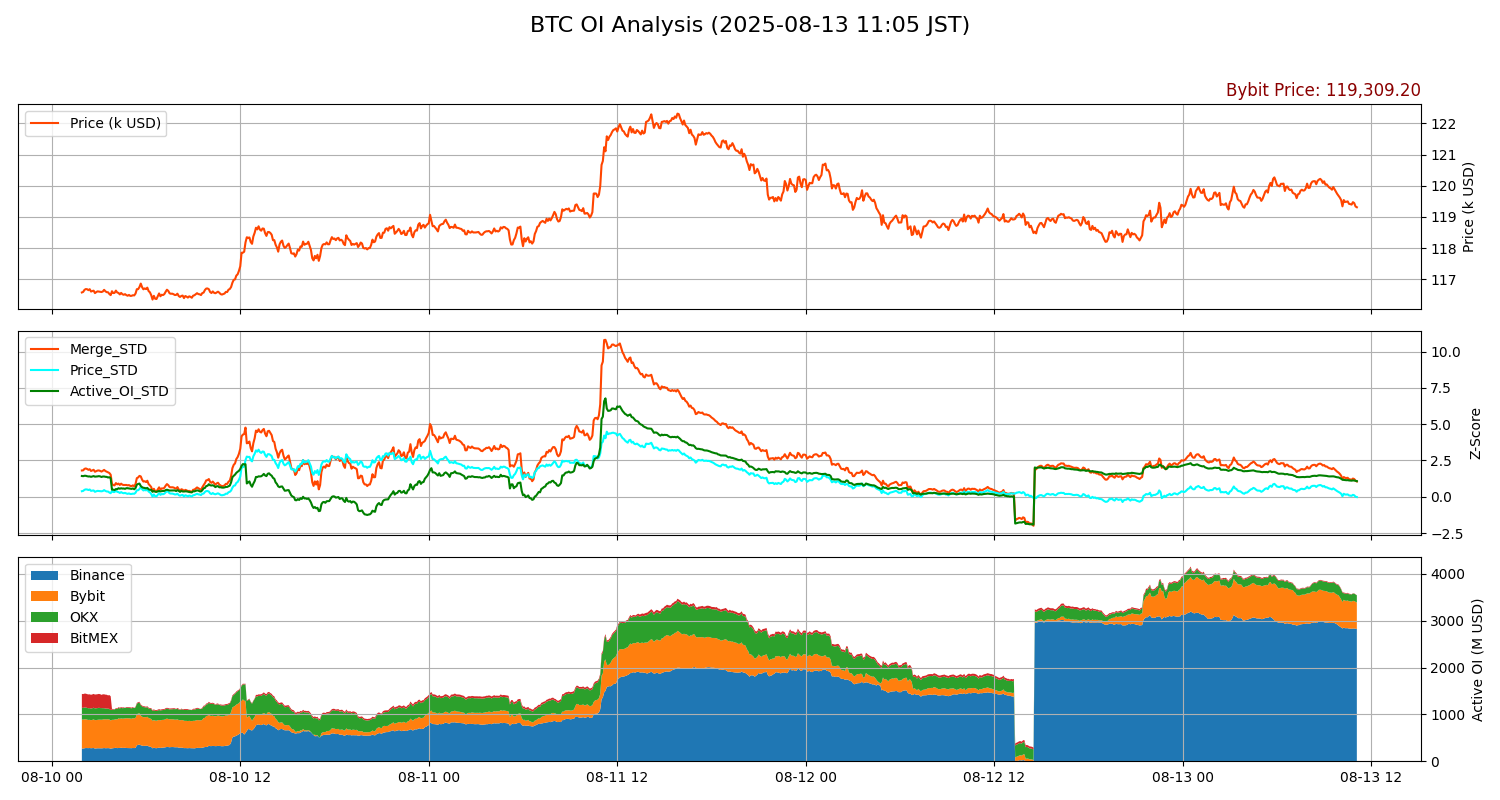 BTC OI Analysis (2025-08-13 11:05 JST)
Bybit Price: 119,309.20
Price (k USD)
122
121
120
119
118
117
Price (k USD)
Merge_STD
Price_STD
Active_OI_STD
10.0
7.5
5.0
2.5
0.0
−2.5
Z-Score
Binance
Bybit
OKX
BitMEX
4000
3000
2000
1000
0
Active OI (M USD)
08-10 00 08-10 12 08-11 00 08-11 12 08-12 00 08-12 12 08-13 00 08-13 12